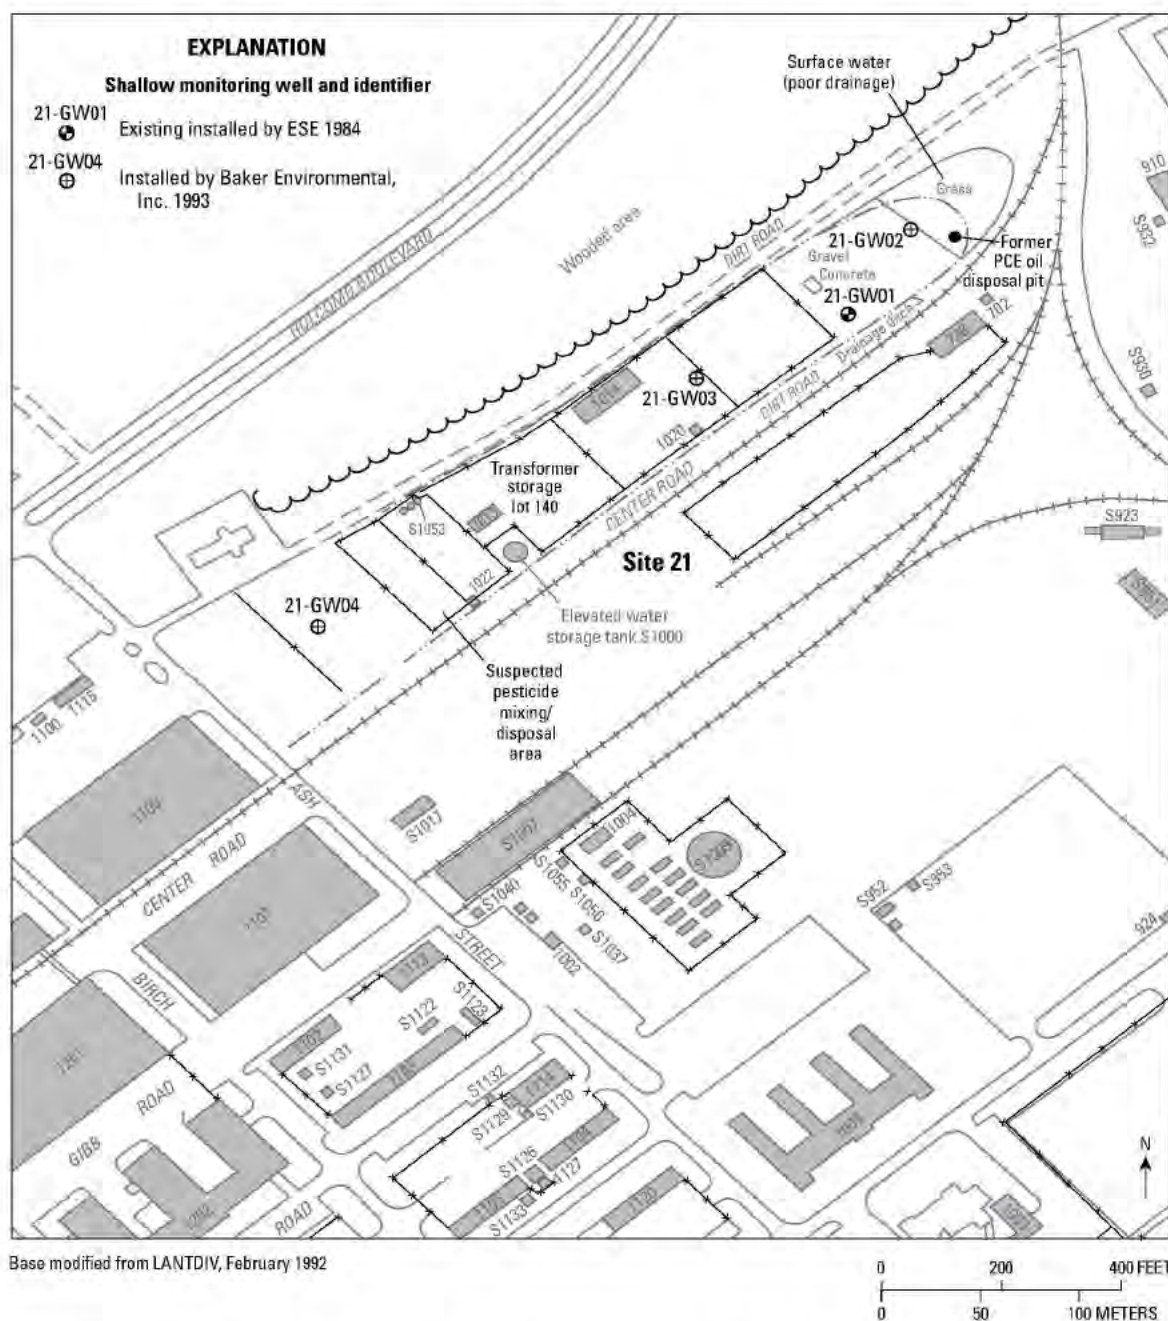 EXPLANATION
Shallow monitoring well and identifier
21-GW01
Existing installed by ESE 1984
21-GW04
Installed by Baker Environmental,
Inc. 1993
Surface water
(poor drainage)
HOLCOMB BOULEVARD
Wooded area
DIRT ROAD
Grass
910
S932
21-GW02
Former
PCE oil
disposal pit
Gravel
Concrete
21-GW01
Drainage ditch
702
S930
21-GW03
DIRT ROAD
1020
CENTER ROAD
Transformer
storage
lot 140
S1053
Site 21
S923
1022
21-GW04
Elevated water
storage tank S1000
Suspected
pesticide
mixing/
disposal
area
1115
1100
ASH
S1017
CENTER ROAD
1004
S1055
S1050
S1040
S1037
1002
STREET
S952
S953
924
BIRCH
S1122
S1123
S1131
S1127
S1132
S1129
S1130
S1126
1127
S1133
1120
GIBB ROAD
ROAD
N
Base modified from LANTDIV, February 1992
0 200 400 FEET
0 50 100 METERS